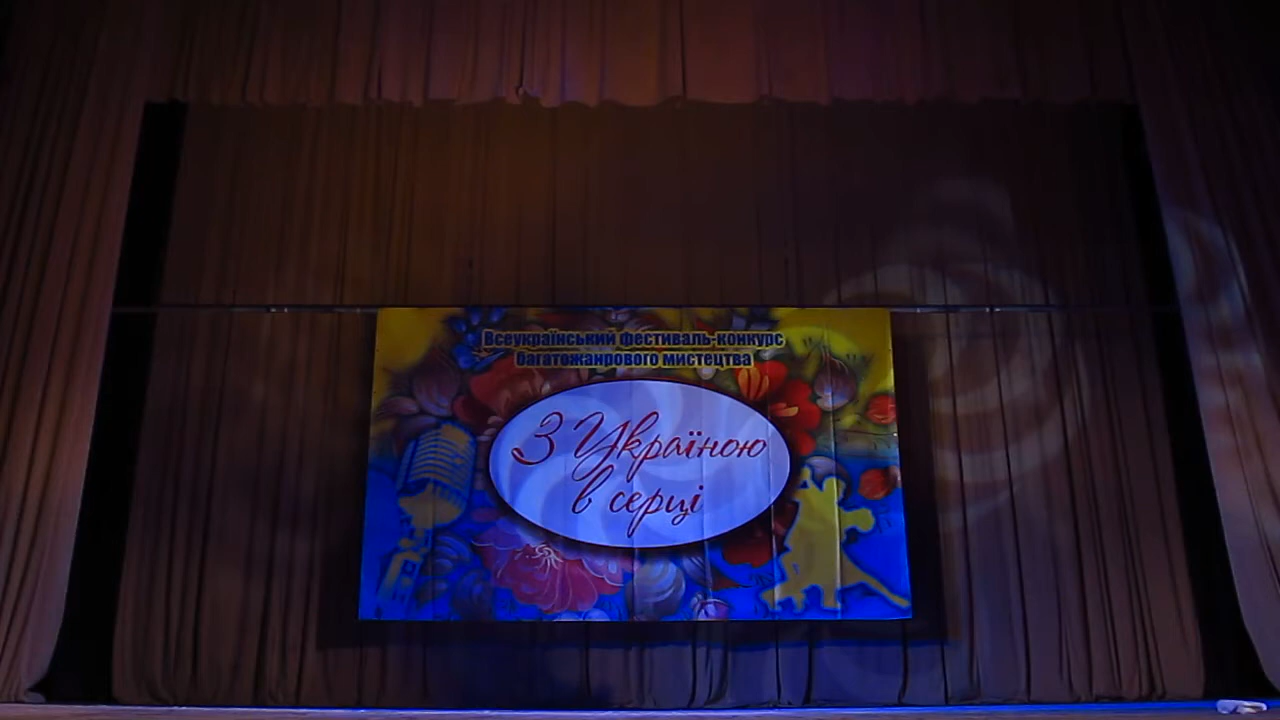 Всеукраїнський фестиваль-конкурс
багатожанрового мистецтва
З Україною
в серці